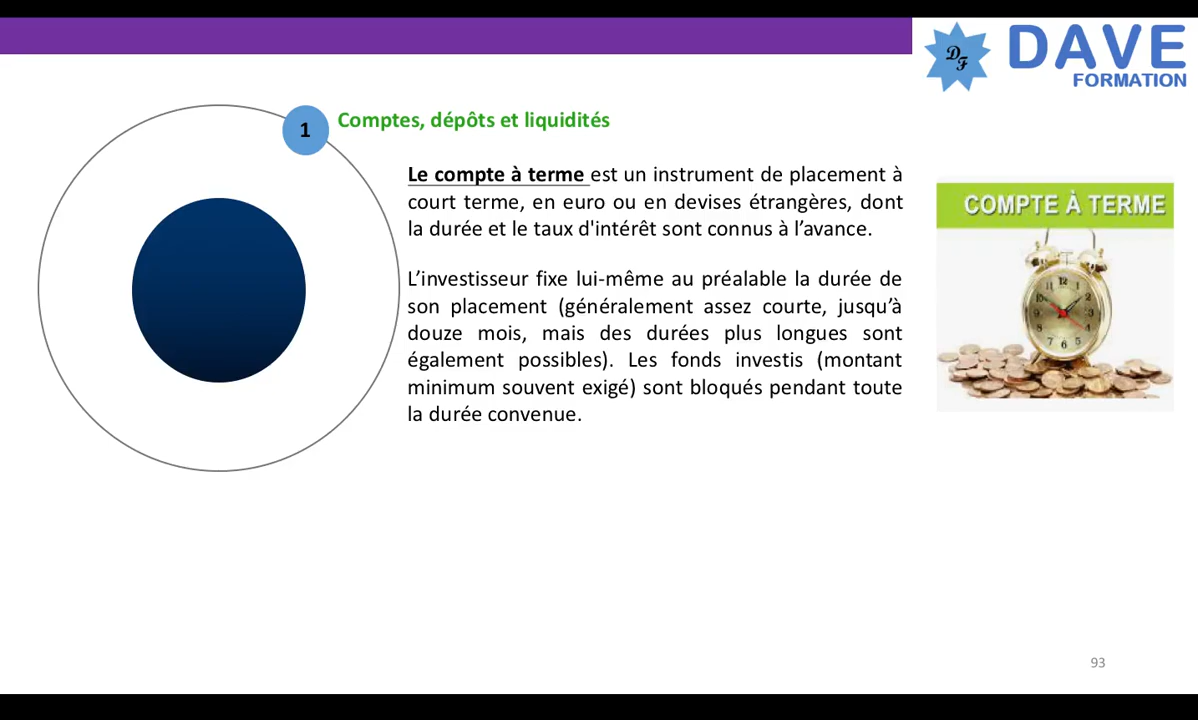 DF
DAVE
FORMATION
1
Comptes, dépôts et liquidités
Le compte à terme est un instrument de placement à
court terme, en euro ou en devises étrangères, dont
la durée et le taux d'intérêt sont connus à l’avance.
L’investisseur fixe lui-même au préalable la durée de
son placement (généralement assez courte, jusqu’à
douze mois, mais des durées plus longues sont
également possibles). Les fonds investis (montant
minimum souvent exigé) sont bloqués pendant toute
la durée convenue.
COMPTE À TERME
93